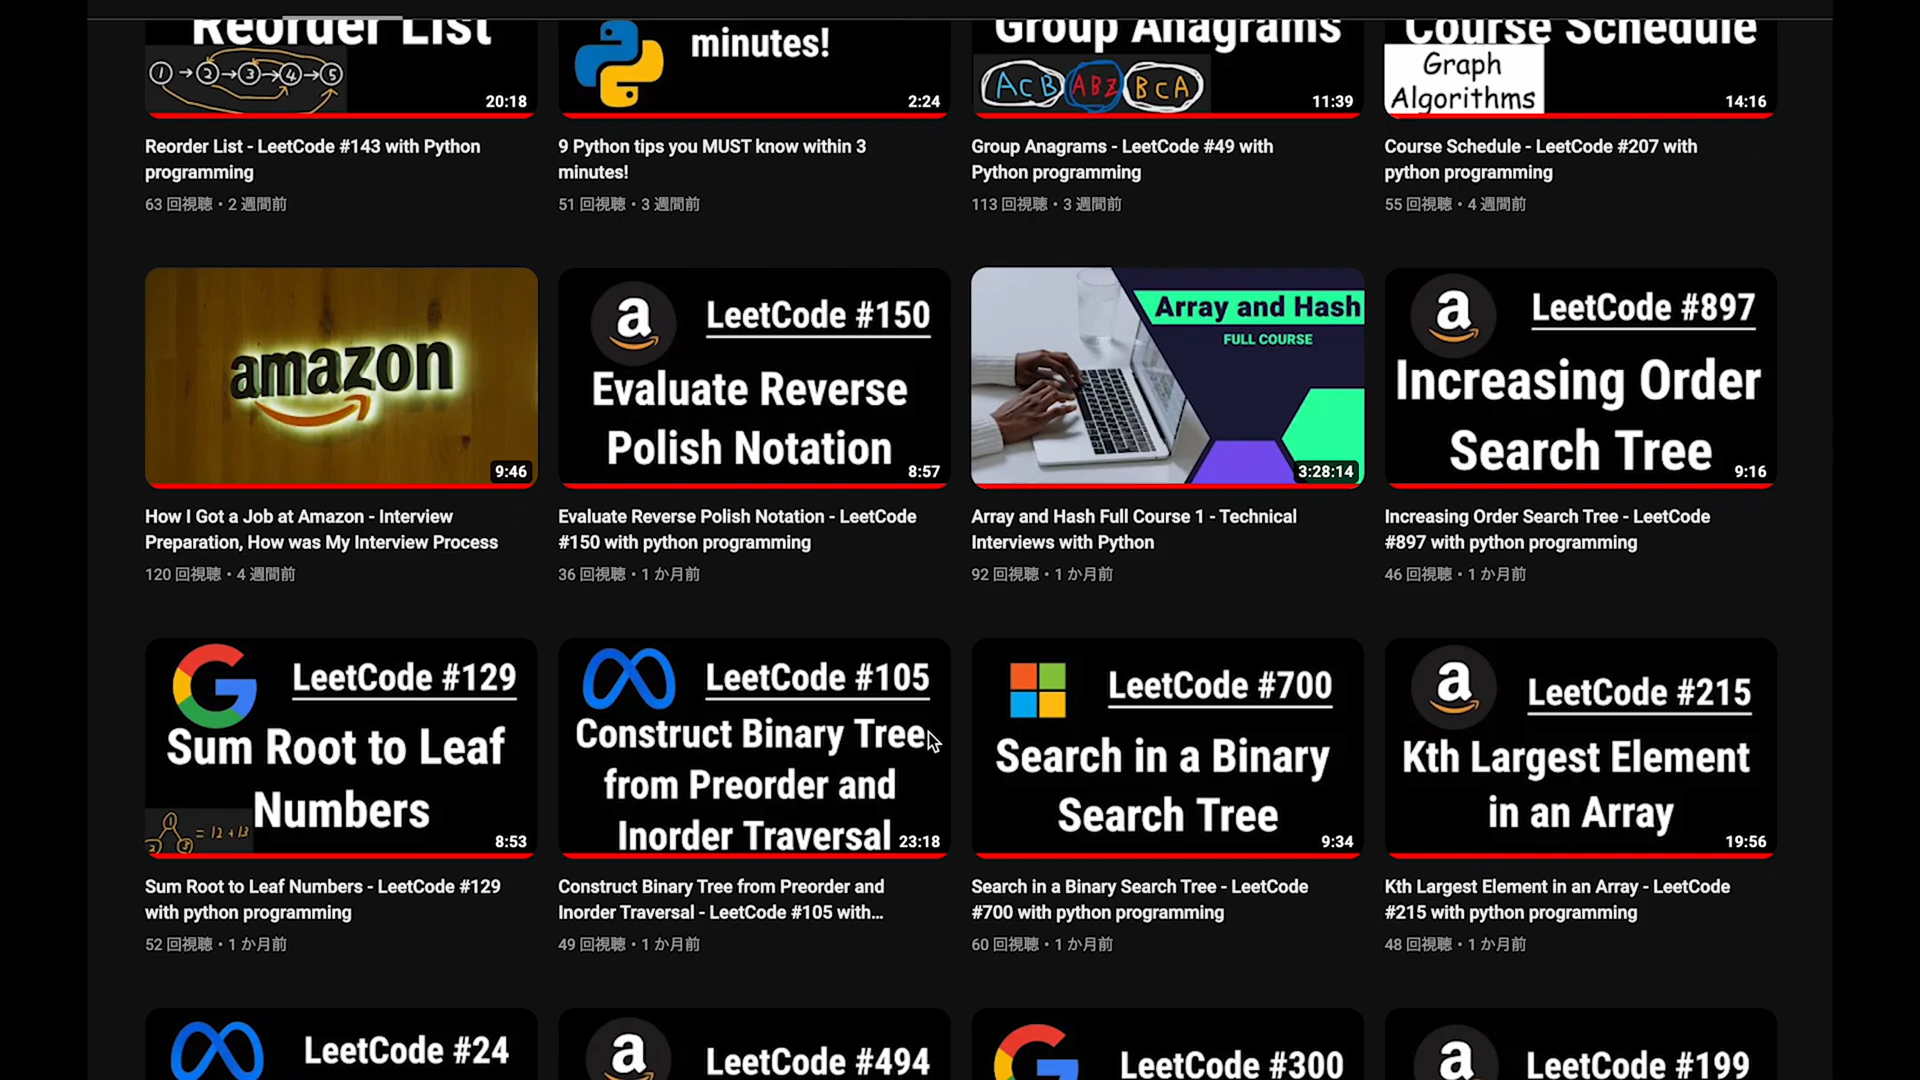 Reorder List
1 2 3 4 5
20:18
minutes!
2:24
Group Anagrams
ACB ABZ BCA
11:39
Course Schedule
Graph
Algorithms
14:16
Reorder List - LeetCode #143 with Python
programming
63 回視聴・2 週間前
9 Python tips you MUST know within 3
minutes!
51 回視聴・3 週間前
Group Anagrams - LeetCode #49 with
Python programming
113 回視聴・3 週間前
Course Schedule - LeetCode #207 with
python programming
55 回視聴・4 週間前
amazon
9:46
a
LeetCode #150
Evaluate Reverse
Polish Notation
8:57
Array and Hash
FULL COURSE
3:28:14
a
LeetCode #897
Increasing Order
Search Tree
9:16
How I Got a Job at Amazon - Interview
Preparation, How was My Interview Process
120 回視聴・4 週間前
Evaluate Reverse Polish Notation - LeetCode
#150 with python programming
36 回視聴・1 か月前
Array and Hash Full Course 1 - Technical
Interviews with Python
92 回視聴・1 か月前
Increasing Order Search Tree - LeetCode
#897 with python programming
46 回視聴・1 か月前
LeetCode #129
Sum Root to Leaf
Numbers
= 12 + 13
8:53
LeetCode #105
Construct Binary Tree
from Preorder and
Inorder Traversal
23:18
LeetCode #700
Search in a Binary
Search Tree
9:34
a
LeetCode #215
Kth Largest Element
in an Array
19:56
Sum Root to Leaf Numbers - LeetCode #129
with python programming
52 回視聴・1 か月前
Construct Binary Tree from Preorder and
Inorder Traversal - LeetCode #105 with...
49 回視聴・1 か月前
Search in a Binary Search Tree - LeetCode
#700 with python programming
60 回視聴・1 か月前
Kth Largest Element in an Array - LeetCode
#215 with python programming
48 回視聴・1 か月前
LeetCode #24
a
LeetCode #494
LeetCode #300
a
LeetCode #199